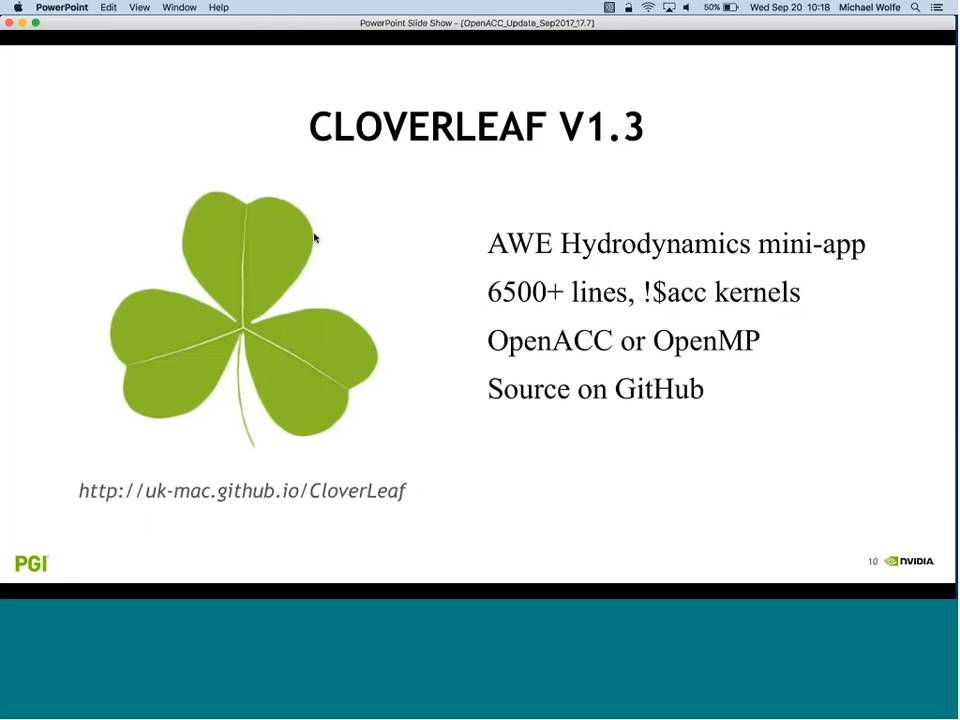 PowerPoint Edit View Window Help 50% Wed Sep 20 10:18 Michael Wolfe
PowerPoint Slide Show - [OpenACC_Update_Sep2017_17.7]
CLOVERLEAF V1.3
AWE Hydrodynamics mini-app
6500+ lines, !$acc kernels
OpenACC or OpenMP
Source on GitHub
http://uk-mac.github.io/CloverLeaf
PGI
10 NVIDIA